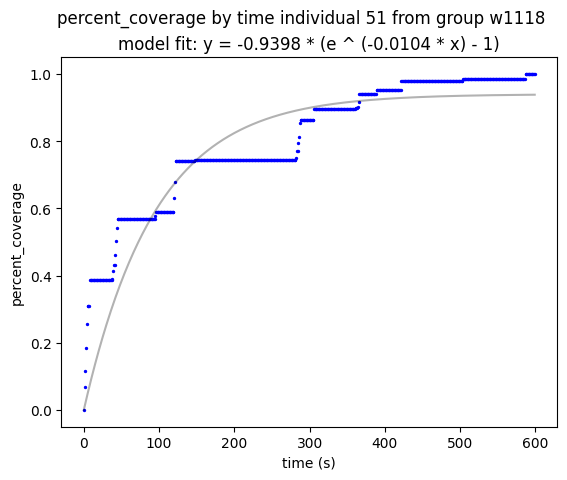 percent_coverage by time individual 51 from group w1118
model fit: y = -0.9398 * (e ^ (-0.0104 * x) - 1)
1.0
0.8
0.6
0.4
0.2
0.0
percent_coverage
0 100 200 300 400 500 600
time (s)